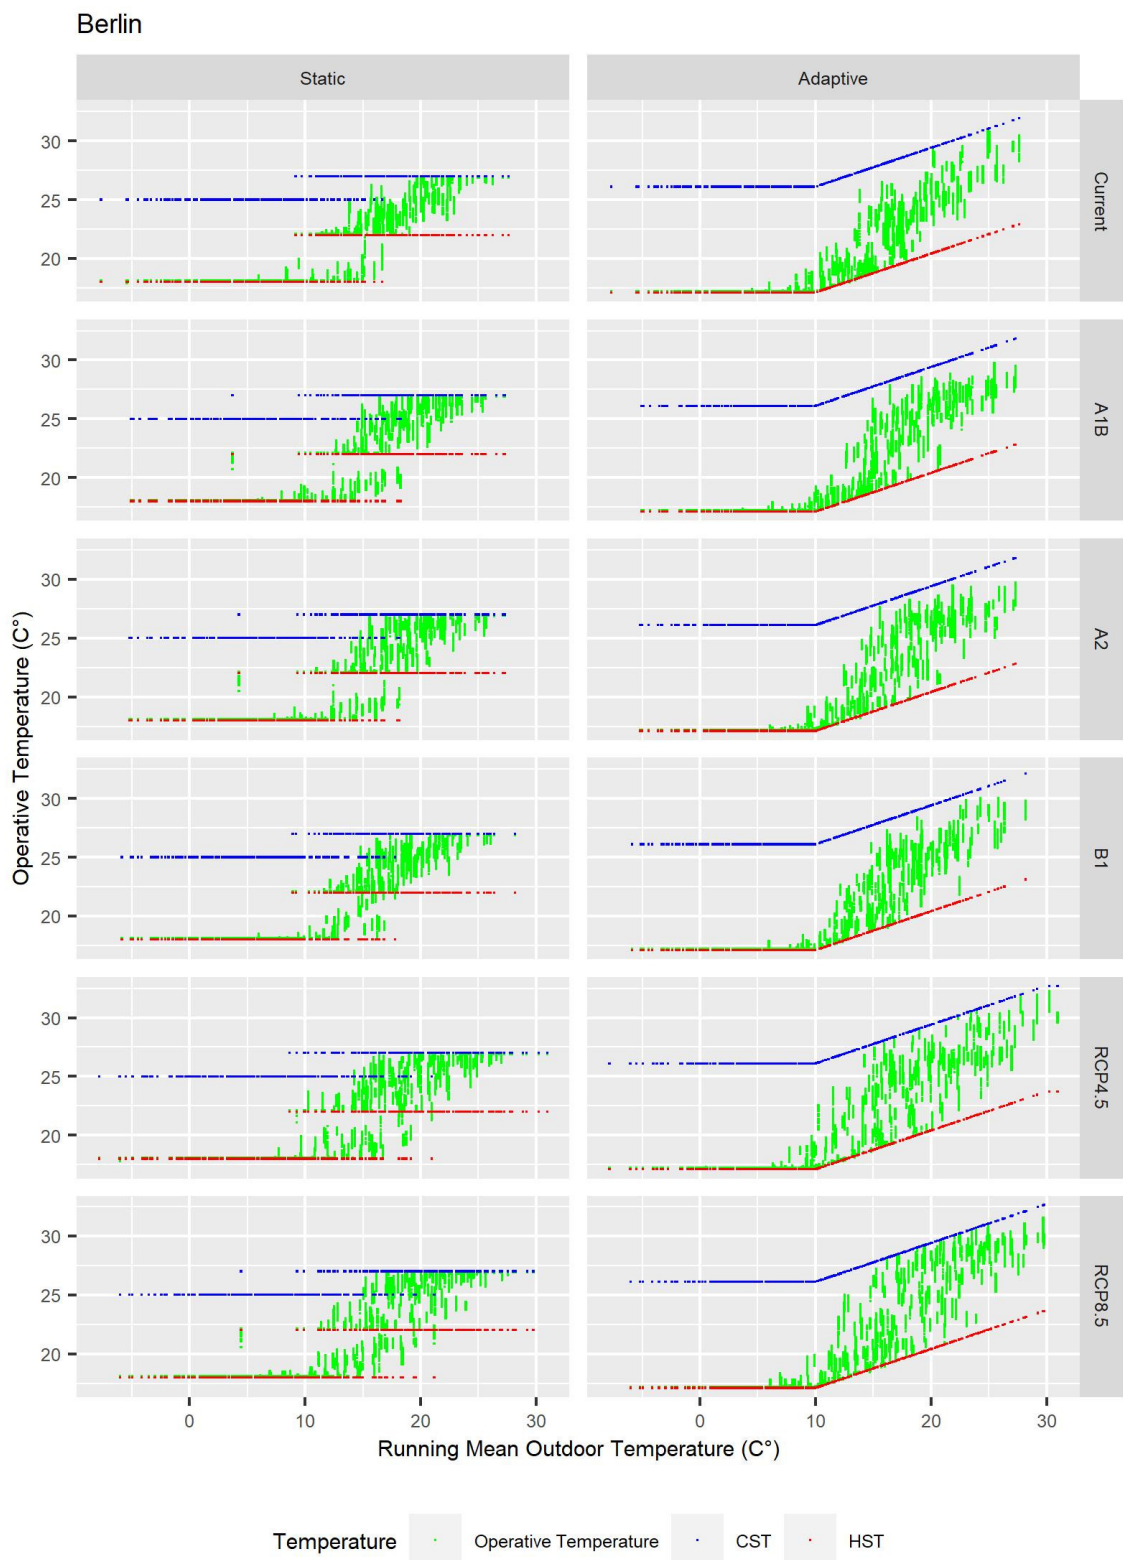 Berlin
Static
Adaptive
30
25
20
Current
30
25
20
A1B
30
25
20
A2
Operative Temperature (C°)
30
25
20
B1
30
25
20
RCP4.5
30
25
20
RCP8.5
0
10
20
30
0
10
20
30
Running Mean Outdoor Temperature (C°)
Temperature
Operative Temperature
CST
HST